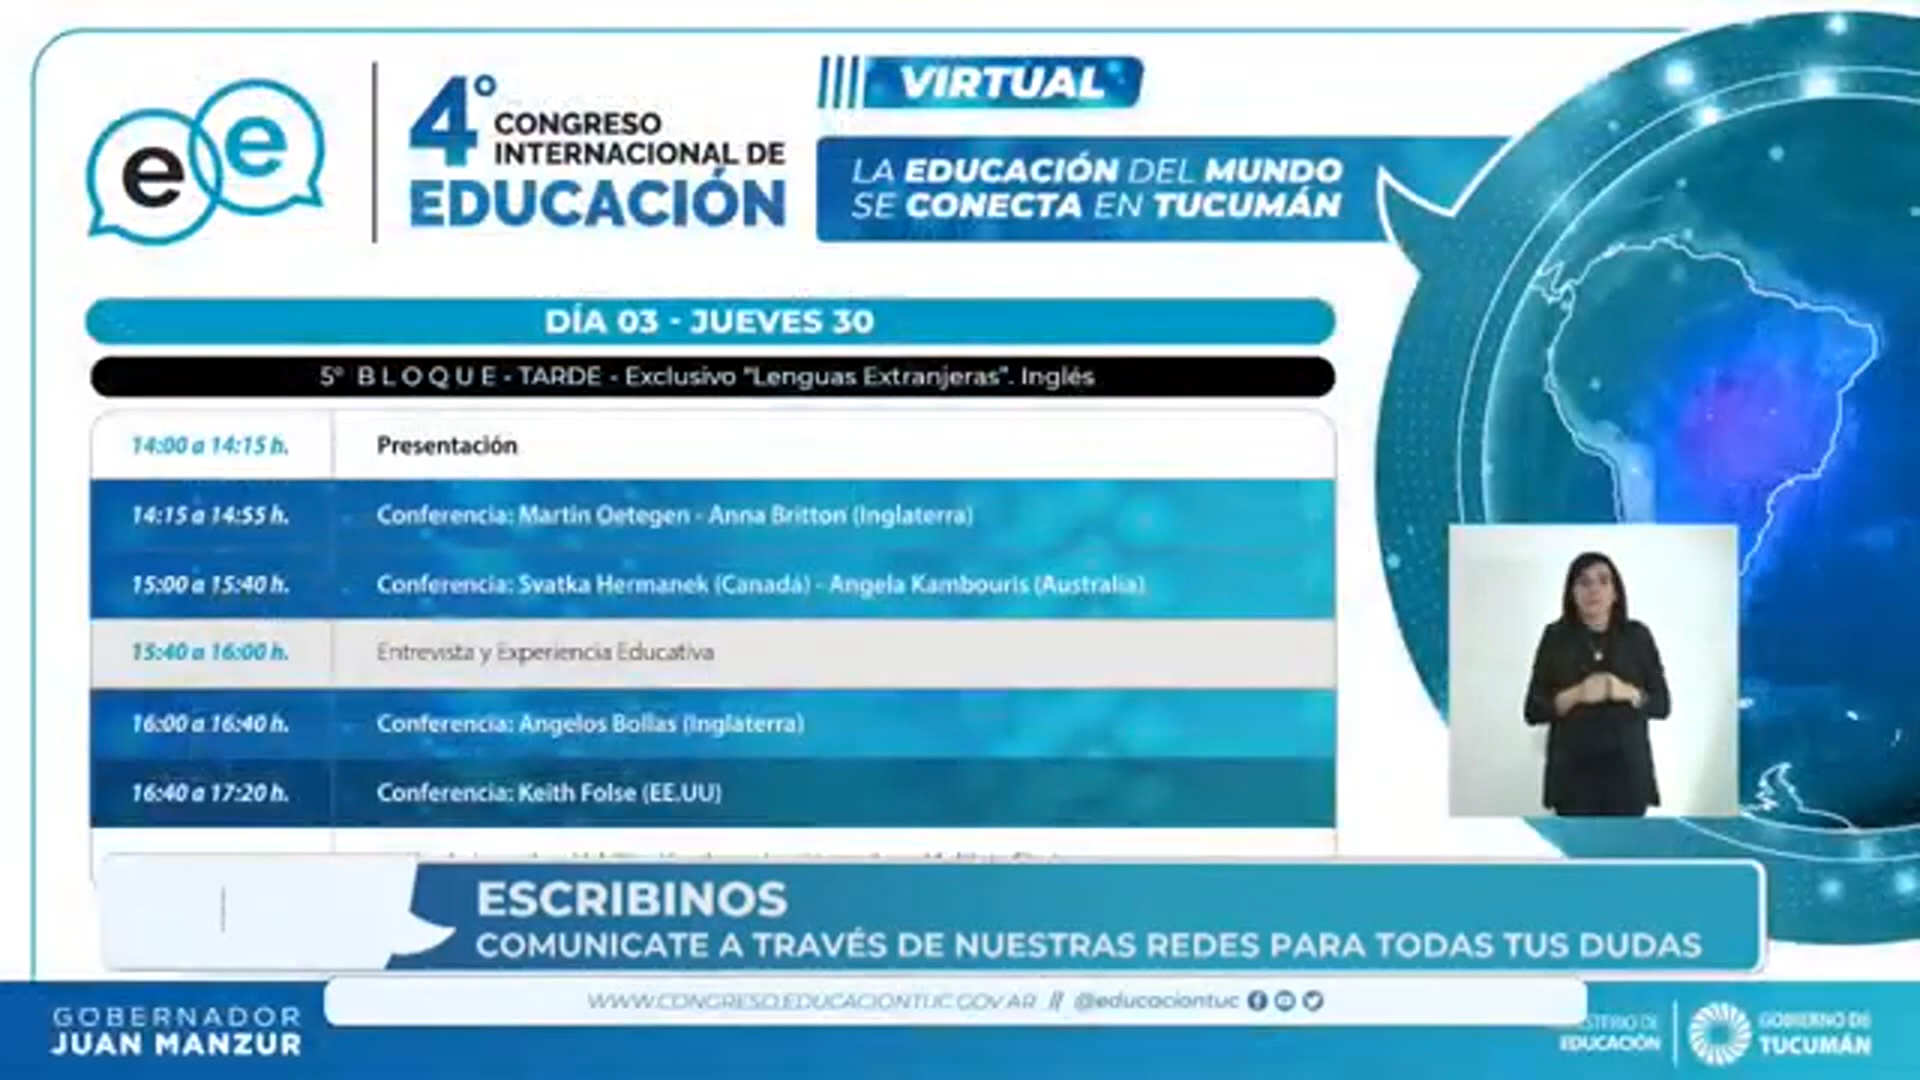 e e
4° CONGRESO
INTERNACIONAL DE
EDUCACIÓN
VIRTUAL
LA EDUCACIÓN DEL MUNDO
SE CONECTA EN TUCUMÁN
DÍA 03 - JUEVES 30
5° BLOQUE - TARDE - Exclusivo "Lenguas Extranjeras". Inglés
14:00 a 14:15 h. Presentación
14:15 a 14:55 h. Conferencia: Martin Oetegen - Anna Britton (Inglaterra)
15:00 a 15:40 h. Conferencia: Svatka Hermanek (Canadá) - Angela Kambouris (Australia)
15:40 a 16:00 h. Entrevista y Experiencia Educativa
16:00 a 16:40 h. Conferencia: Angelos Bollas (Inglaterra)
16:40 a 17:20 h. Conferencia: Keith Folse (EE.UU)
ESCRIBINOS
COMUNICATE A TRAVÉS DE NUESTRAS REDES PARA TODAS TUS DUDAS
WWW.CONGRESO.EDUCACIONTUC.GOV.AR // @educaciontuc
GOBERNADOR
JUAN MANZUR
EDUCACIÓN
GOBIERNO DE
TUCUMÁN